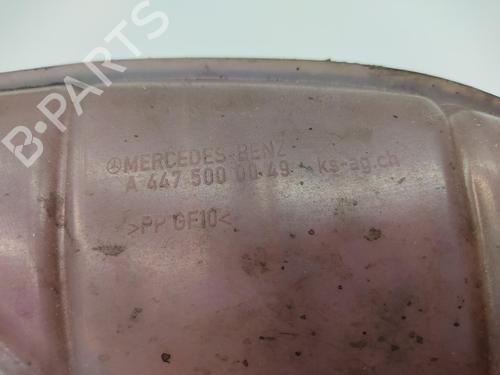 B-PARTS
MERCEDES-BENZ
A 447 500 00 49 ks-ag.ch
>PP GF10<